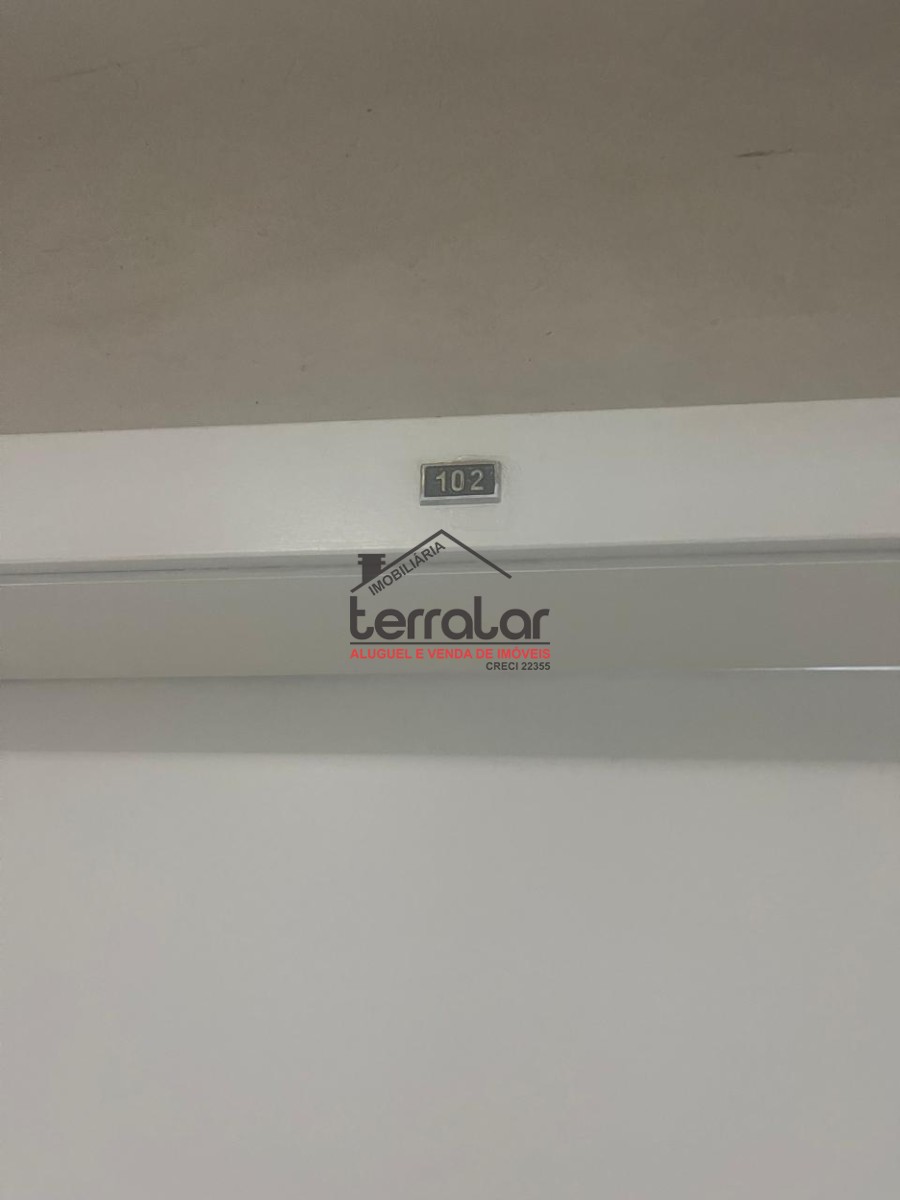 102
IMOBILIÁRIA
terralar
ALUGUEL E VENDA DE IMÓVEIS
CRECI 22355